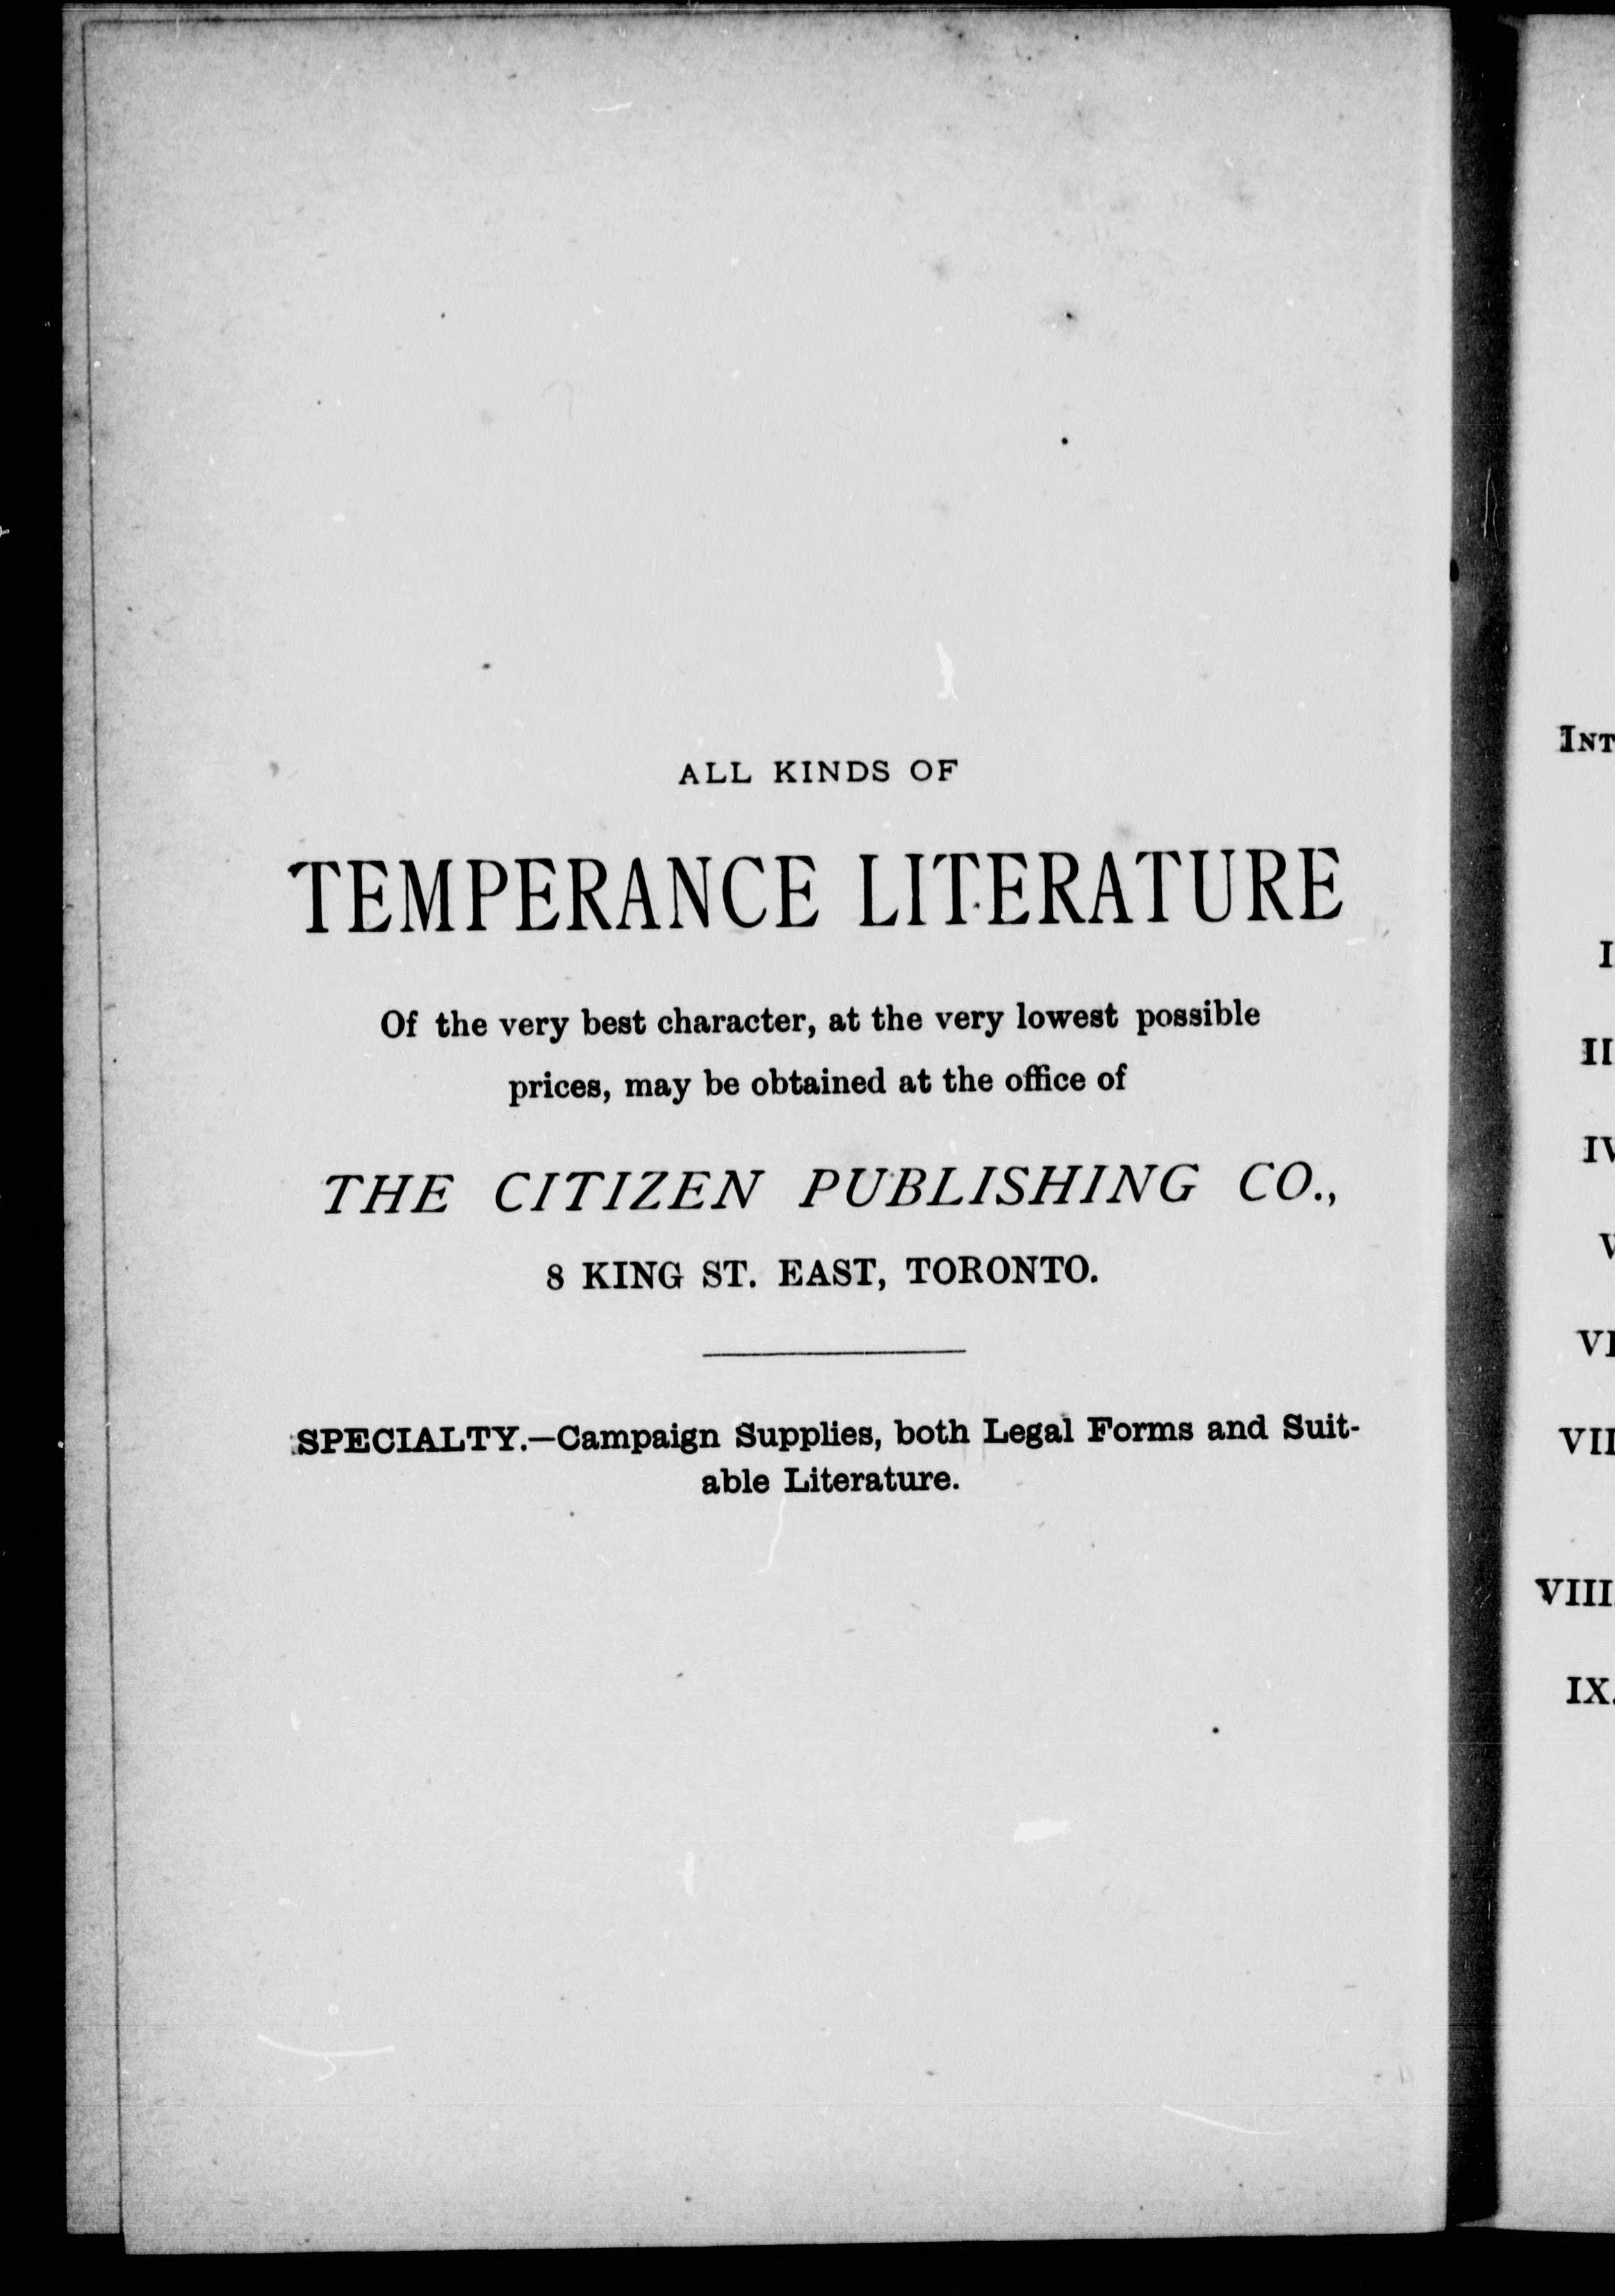 ALL KINDS OF
TEMPERANCE LITERATURE
Of the very best character, at the very lowest possible
prices, may be obtained at the office of
THE CITIZEN PUBLISHING CO.,
8 KING ST. EAST, TORONTO.
SPECIALTY.—Campaign Supplies, both Legal Forms and Suit-
able Literature.
VIII
IX.